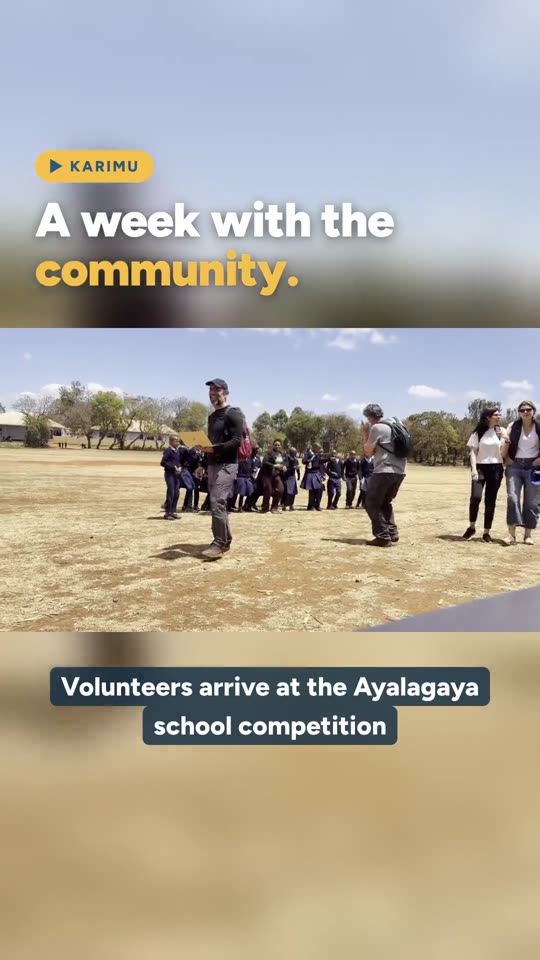 KARIMU
A week with the
community.
Volunteers arrive at the Ayalagaya
school competition